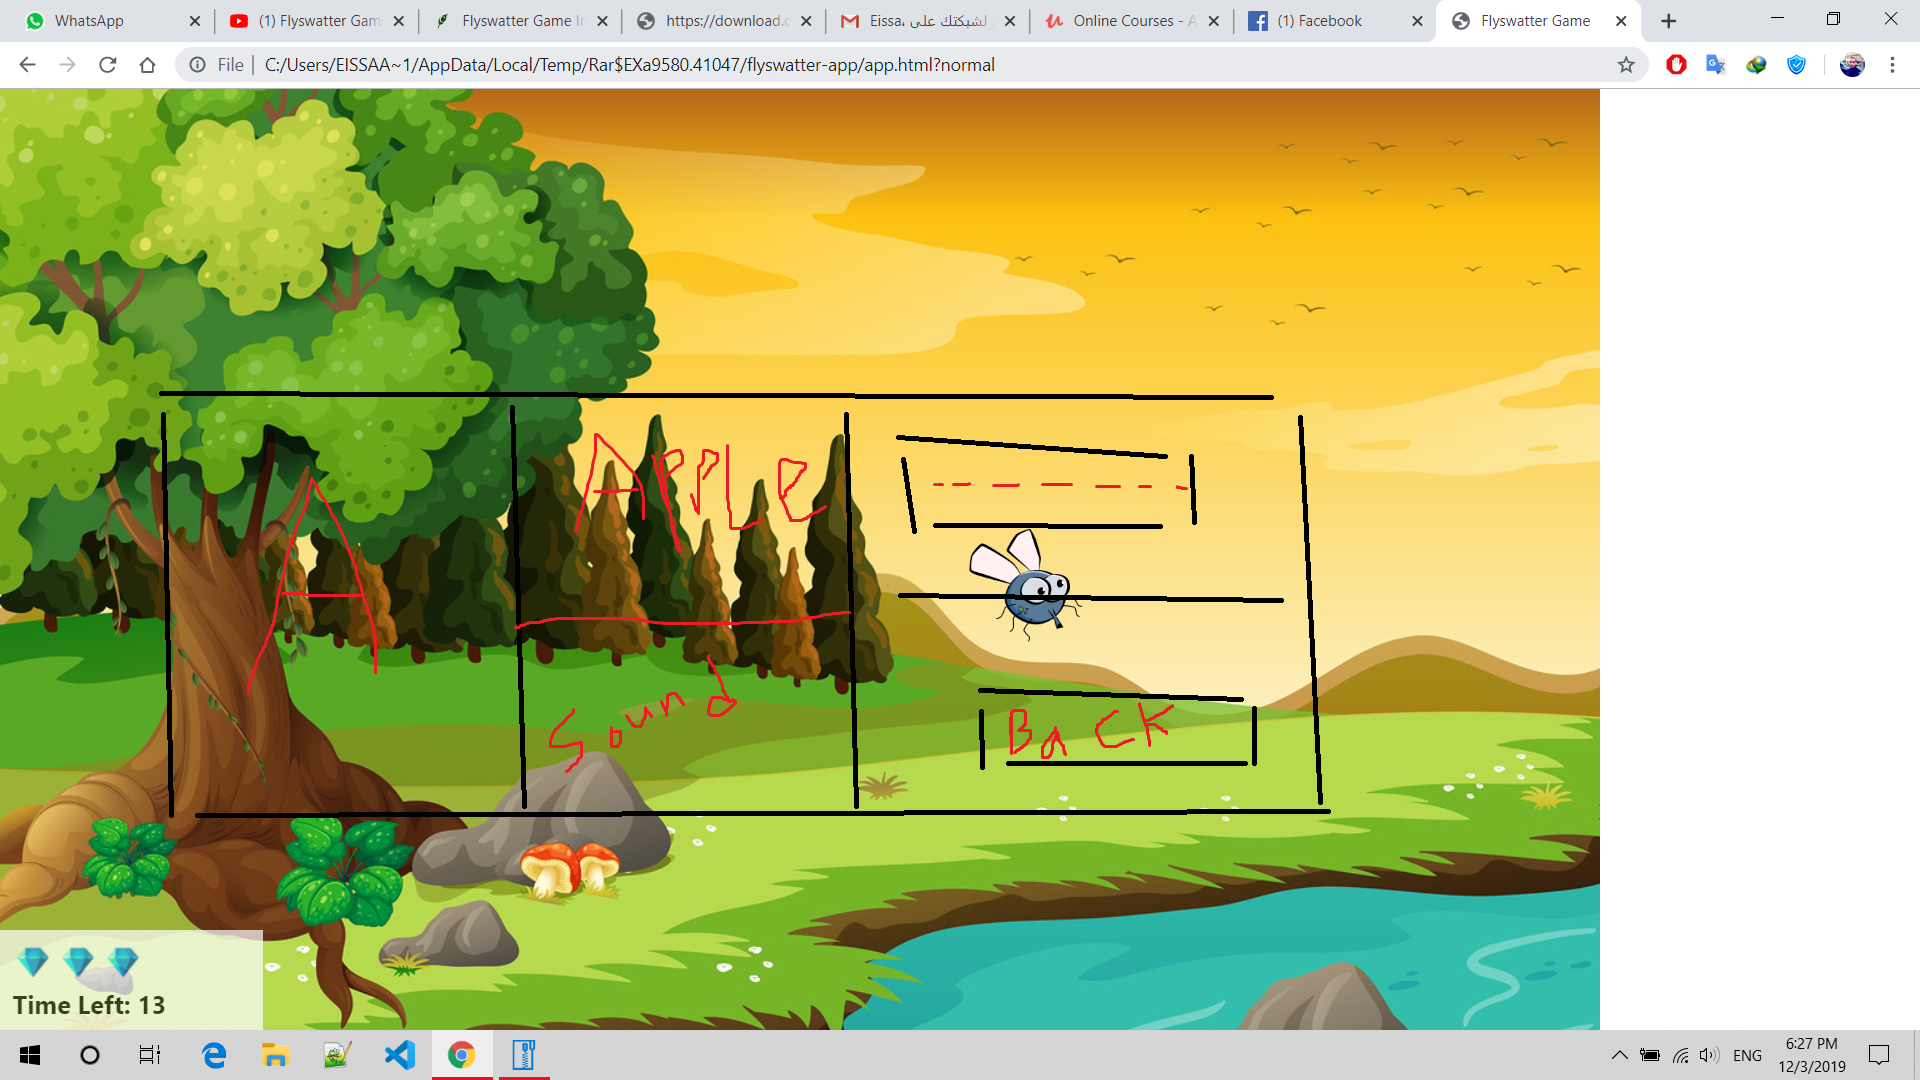 WhatsApp
(1) Flyswatter Gam
Flyswatter Game In
https://download.c
Eissa، لشبكتك على
Online Courses - A
(1) Facebook
Flyswatter Game
File
C:/Users/EISSAA~1/AppData/Local/Temp/Rar$EXa9580.41047/flyswatter-app/app.html?normal
A
APPLe
Sound
BaCK
Time Left: 13
ENG
6:27 PM
12/3/2019